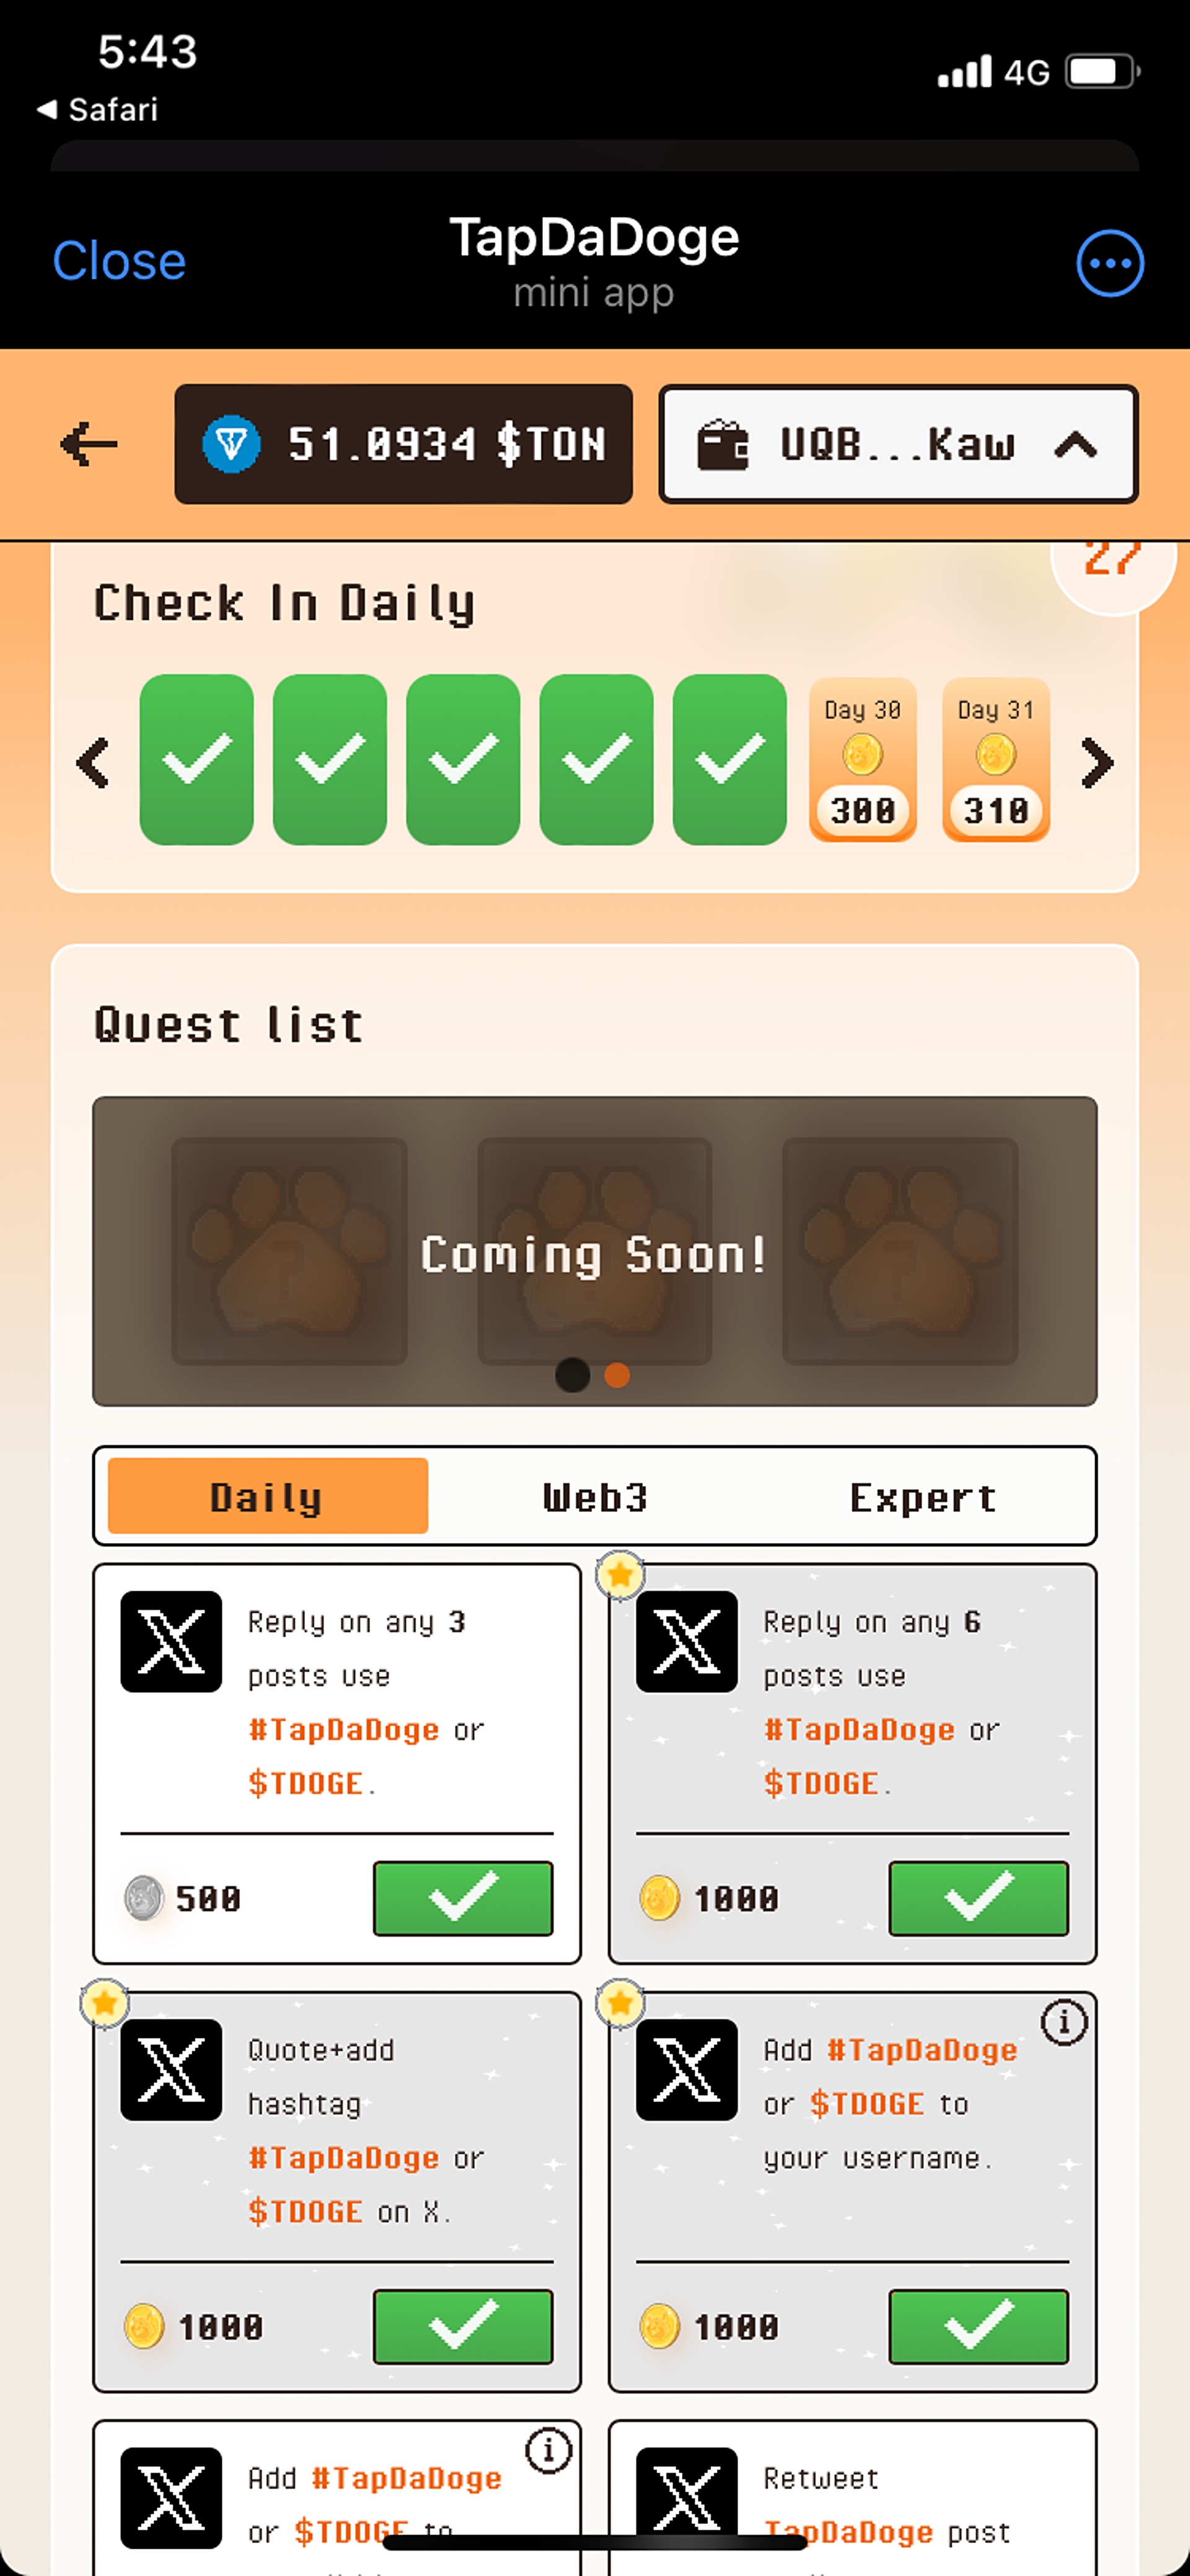 5:43
4G
◀ Safari
Close
TapDaDoge
mini app
51.0934 $TON
UQB...Kaw
27
Check In Daily
Day 30
300
Day 31
310
Quest list
Coming Soon!
Daily
Web3
Expert
Reply on any 3
posts use
#TapDaDoge or
$TDOGE.
500
Reply on any 6
posts use
#TapDaDoge or
$TDOGE.
1000
Quote+add
hashtag
#TapDaDoge or
$TDOGE on X.
1000
Add #TapDaDoge
or $TDOGE to
your username.
1000
Add #TapDaDoge
or $TDOGE to
Retweet
TapDaDoge post